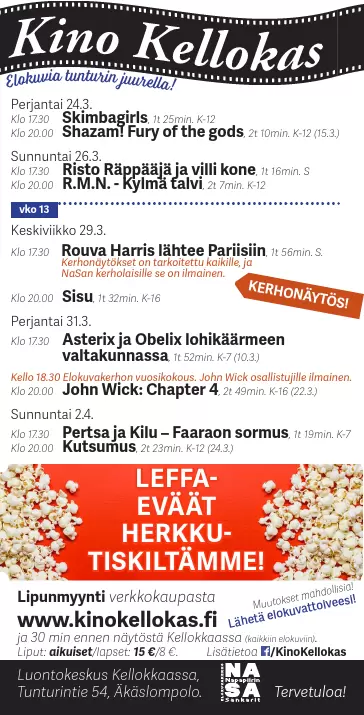 Kino Kellokas
Elokuvia tunturin juurella!
Perjantai 24.3.
Klo 17.30 Skimbagirls, 1t 25min. K-12
Klo 20.00 Shazam! Fury of the gods, 2t 10min. K-12 (15.3.)
Sunnuntai 26.3.
Klo 17.30 Risto Räppääjä ja villi kone, 1t 16min. S
Klo 20.00 R.M.N. - Kylmä talvi, 2t 7min. K-12
vko 13
Keskiviikko 29.3.
Klo 17.30 Rouva Harris lähtee Pariisiin, 1t 56min. S.
Kerhonäytökset on tarkoitettu kaikille, ja
NaSan kerholaisille se on ilmainen.
KERHONÄYTÖS!
Klo 20.00 Sisu, 1t 32min. K-16
Perjantai 31.3.
Klo 17.30 Asterix ja Obelix lohikäärmeen
valtakunnassa, 1t 52min. K-7 (10.3.)
Kello 18.30 Elokuvakerhon vuosikokous. John Wick osallistujille ilmainen.
Klo 20.00 John Wick: Chapter 4, 2t 49min. K-16 (22.3.)
Sunnuntai 2.4.
Klo 17.30 Pertsa ja Kilu – Faaraon sormus, 1t 19min. K-7
Klo 20.00 Kutsumus, 2t 23min. K-12 (24.3.)
LEFFA-
EVÄÄT
HERKKU-
TISKILTÄMME!
Lipunmyynti verkkokaupasta
www.kinokellokas.fi
Muutokset mahdollisia!
Lähetä elokuvattoiveesi!
ja 30 min ennen näytöstä Kellokkaassa (kaikkiin elokuviin).
Liput: aikuiset/lapset: 15 €/8 €. Lisätietoa f/KinoKellokas
Luontokeskus Kellokkaassa,
Tunturintie 54, Äkäslompolo.
NA
Napapiirin
SA
Sankarit
Tervetuloa!